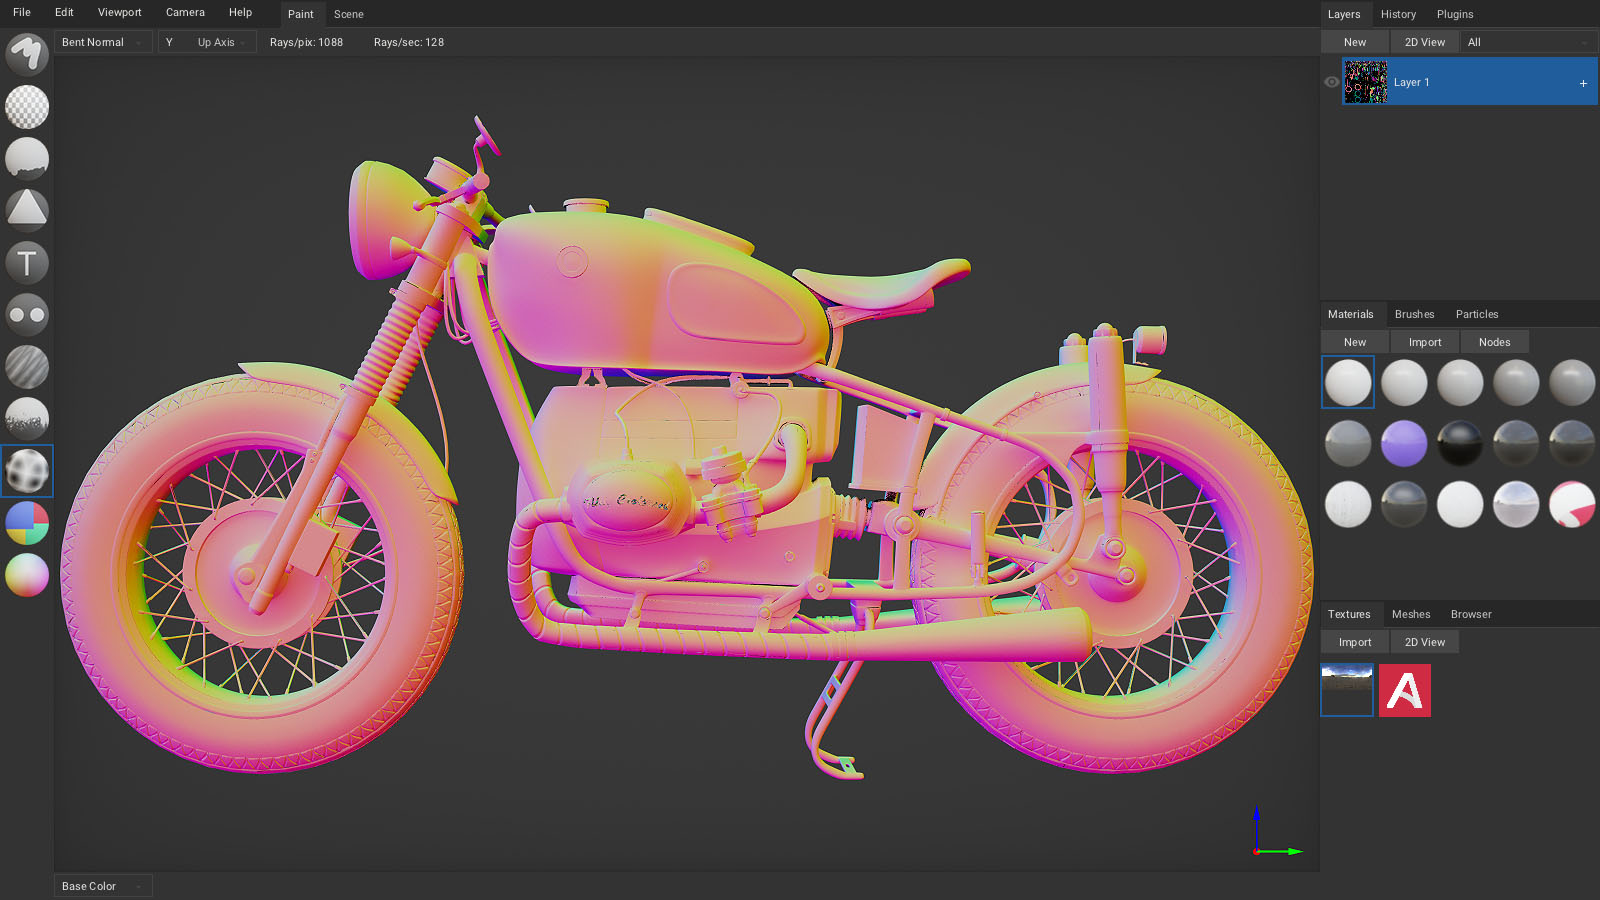 File Edit Viewport Camera Help Paint Scene
Layers History Plugins
Bent Normal Y Up Axis Rays/pix: 1088 Rays/sec: 128
New 2D View All
Layer 1 +
T
Materials Brushes Particles
New Import Nodes
Textures Meshes Browser
Import 2D View
A
Base Color